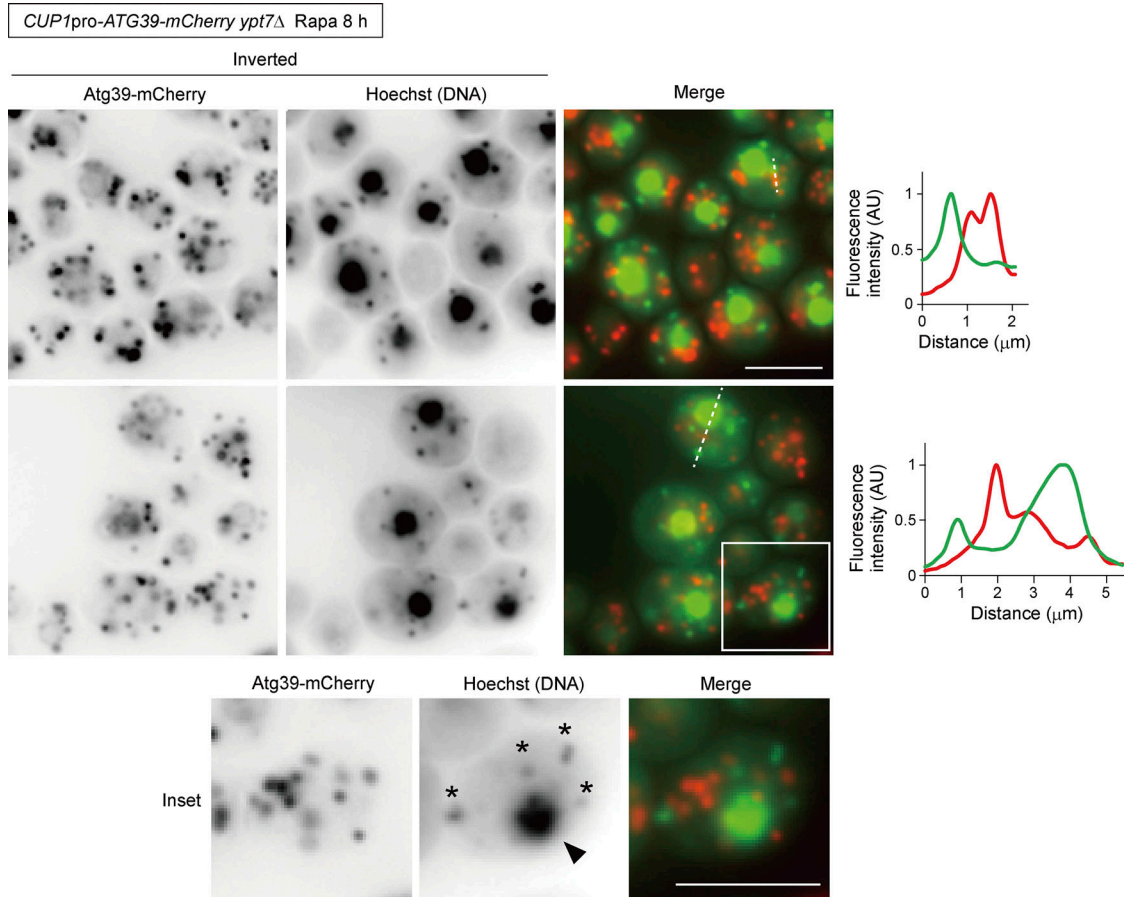 CUP1pro-ATG39-mCherry ypt7Δ Rapa 8 h
Inverted
Atg39-mCherry
Hoechst (DNA)
Merge
Fluorescence
intensity (AU)
1
0.5
0
0 1 2
Distance (μm)
Fluorescence
intensity (AU)
1
0.5
0
0 1 2 3 4 5
Distance (μm)
Atg39-mCherry
Hoechst (DNA)
Merge
Inset
*
*
*
*